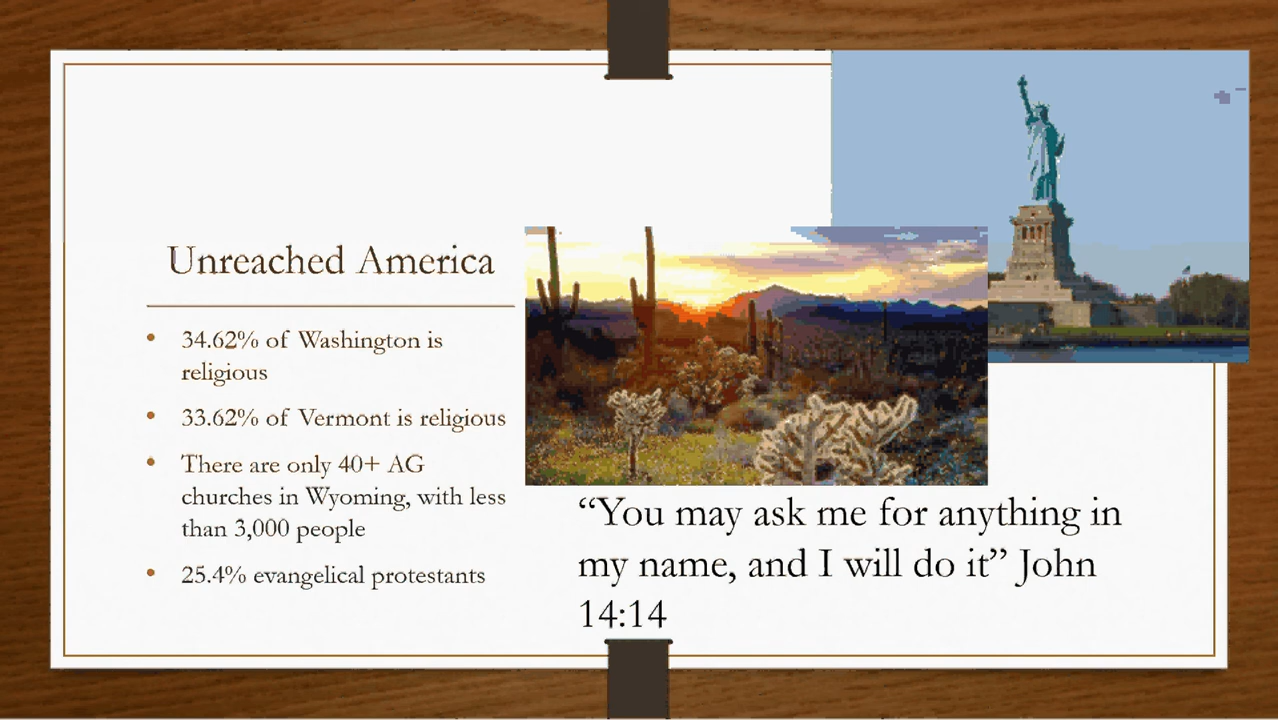 Unreached America
34.62% of Washington is
religious
33.62% of Vermont is religious
There are only 40+ AG
churches in Wyoming, with less
than 3,000 people
25.4% evangelical protestants
“You may ask me for anything in
my name, and I will do it” John
14:14